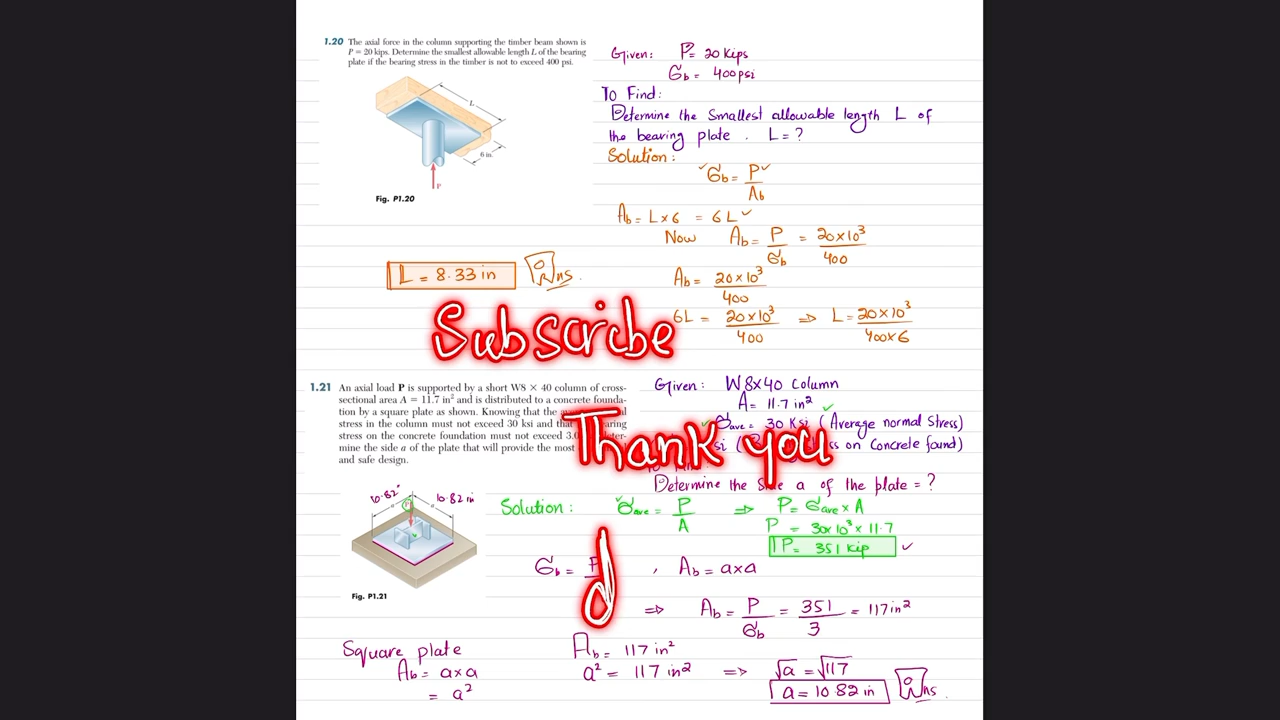 1.20 The axial force in the column supporting the timber beam shown is
P = 20 kips. Determine the smallest allowable length L of the bearing
plate if the bearing stress in the timber is not to exceed 400 psi.
L
6 in.
P
Fig. P1.20
Given: P = 20 kips
σb = 400 psi
To Find:
Determine the smallest allowable length L of
the bearing plate. L = ?
Solution:
σb = P/Ab
Ab = L × 6 = 6L
Now Ab = P/σb = 20×10³/400
Ab = 20×10³/400
6L = 20×10³/400 ⇒ L = 20×10³/400×6
L = 8.33 in Ans.
Subscribe
1.21 An axial load P is supported by a short W8 × 40 column of cross-
sectional area A = 11.7 in² and is distributed to a concrete founda-
tion by a square plate as shown. Knowing that the
stress in the column must not exceed 30 ksi and that
stress on the concrete foundation must not exceed 3.0
mine the side a of the plate that will provide the most
and safe design.
Given: W8×40 Column
A = 11.7 in²
σave = 30 Ksi (Average normal Stress)
on Concrete found)
Determine the side a of the plate = ?
Thank you
10.82" 10.82 in
a a
P
Fig. P1.21
Solution: σave = P/A ⇒ P = σave × A
P = 30×10³ × 11.7
P = 351 kip
σb = P , Ab = a×a
⇒ Ab = P/σb = 351/3 = 117 in²
Square plate
Ab = a×a
= a²
Ab = 117 in²
a² = 117 in² ⇒ √a = √117
a = 10.82 in Ans.